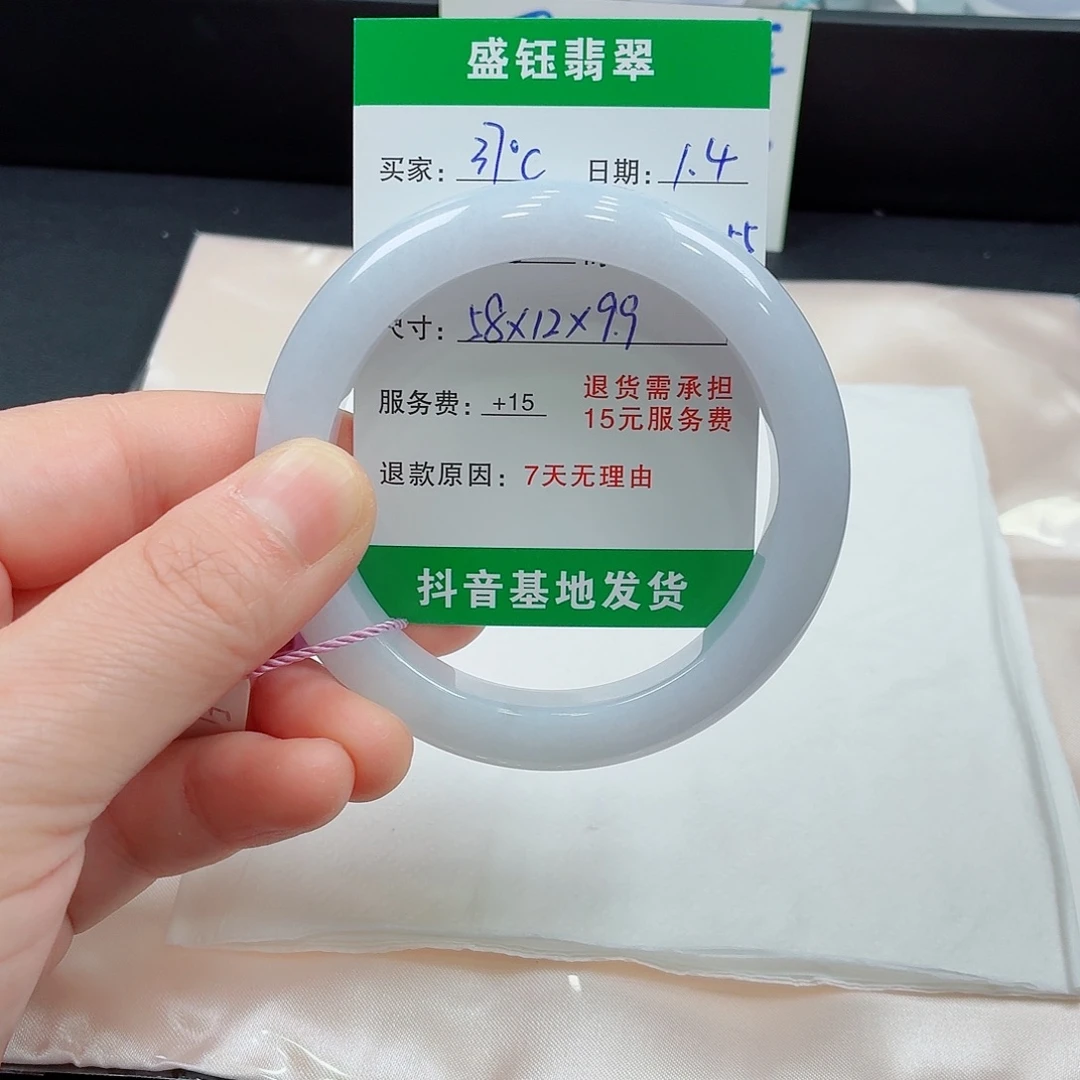 盛钰翡翠
买家: 37°C 日期: 1.4
尺寸: 58x12x9.9
服务费: +15 退货需承担
15元服务费
退款原因: 7天无理由
抖音基地发货